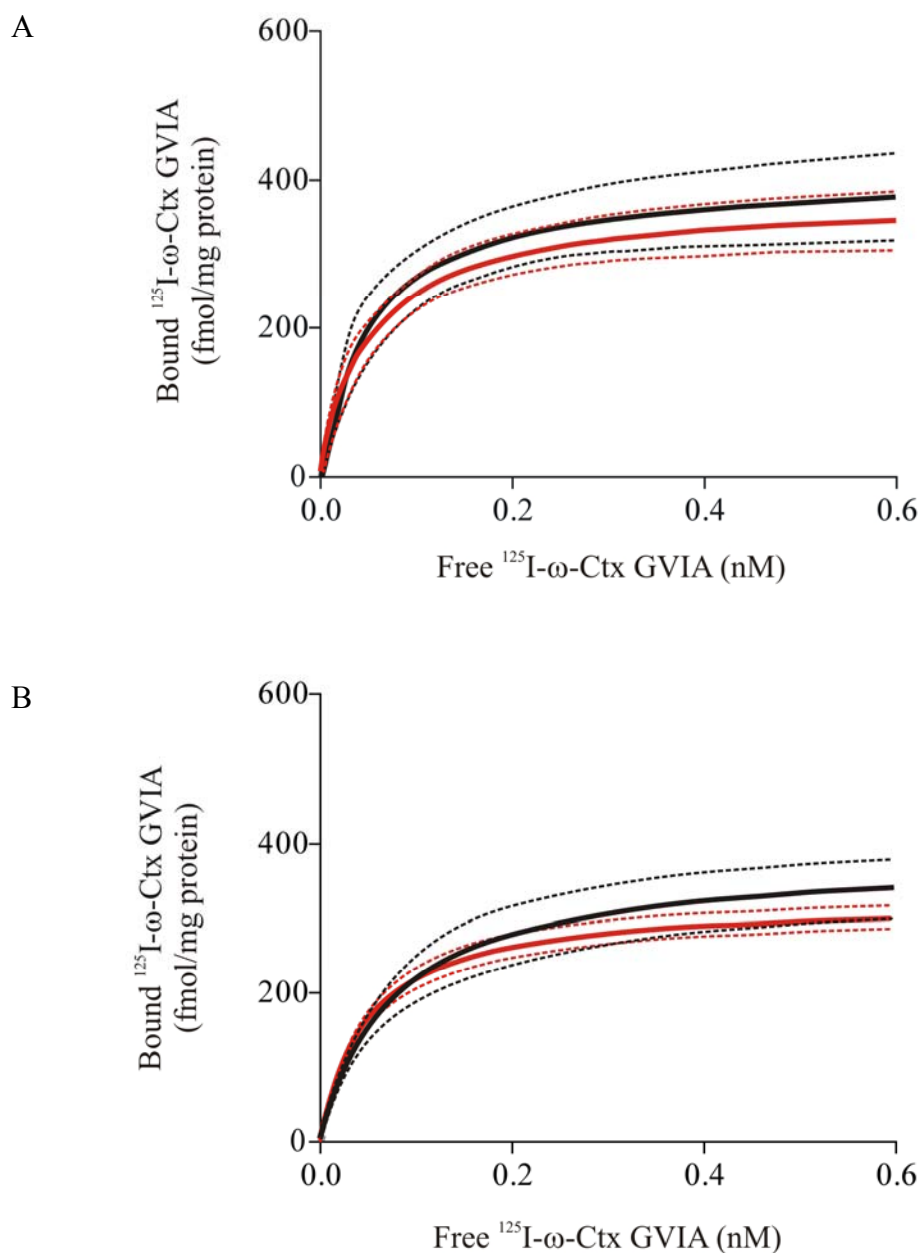 A
600
400
200
0
Bound ¹²⁵I-ω-Ctx GVIA
(fmol/mg protein)
0.0 0.2 0.4 0.6
Free ¹²⁵I-ω-Ctx GVIA (nM)
B
600
400
200
0
Bound ¹²⁵I-ω-Ctx GVIA
(fmol/mg protein)
0.0 0.2 0.4 0.6
Free ¹²⁵I-ω-Ctx GVIA (nM)